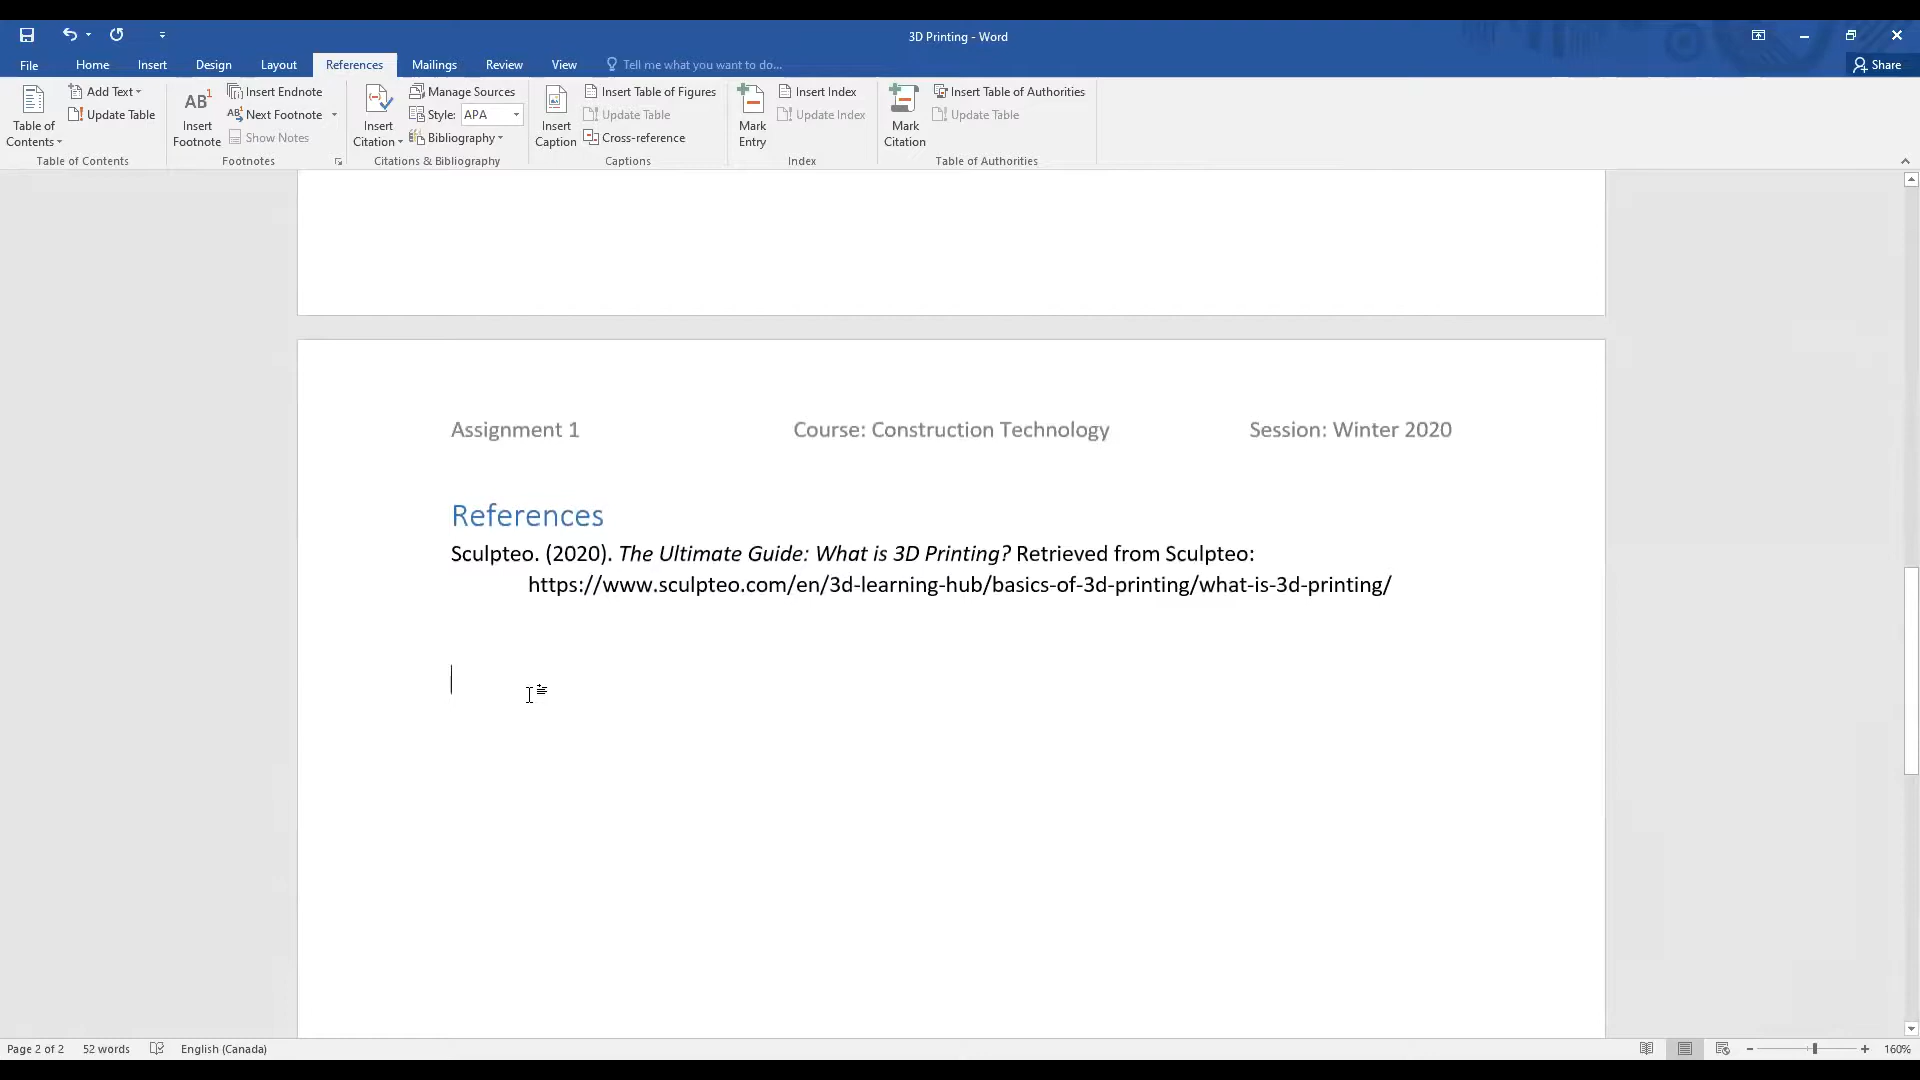 3D Printing - Word
File Home Insert Design Layout References Mailings Review View Tell me what you want to do... Share
Table of Contents
Add Text
Update Table
Table of Contents
AB1
Insert Footnote
Insert Endnote
AB1 Next Footnote
Show Notes
Footnotes
Insert Citation
Manage Sources
Style: APA
Bibliography
Citations & Bibliography
Insert Caption
Insert Table of Figures
Update Table
Cross-reference
Captions
Mark Entry
Insert Index
Update Index
Index
Mark Citation
Insert Table of Authorities
Update Table
Table of Authorities
Assignment 1 Course: Construction Technology Session: Winter 2020
References
Sculpteo. (2020). The Ultimate Guide: What is 3D Printing? Retrieved from Sculpteo:
https://www.sculpteo.com/en/3d-learning-hub/basics-of-3d-printing/what-is-3d-printing/
Page 2 of 2 52 words English (Canada) 160%